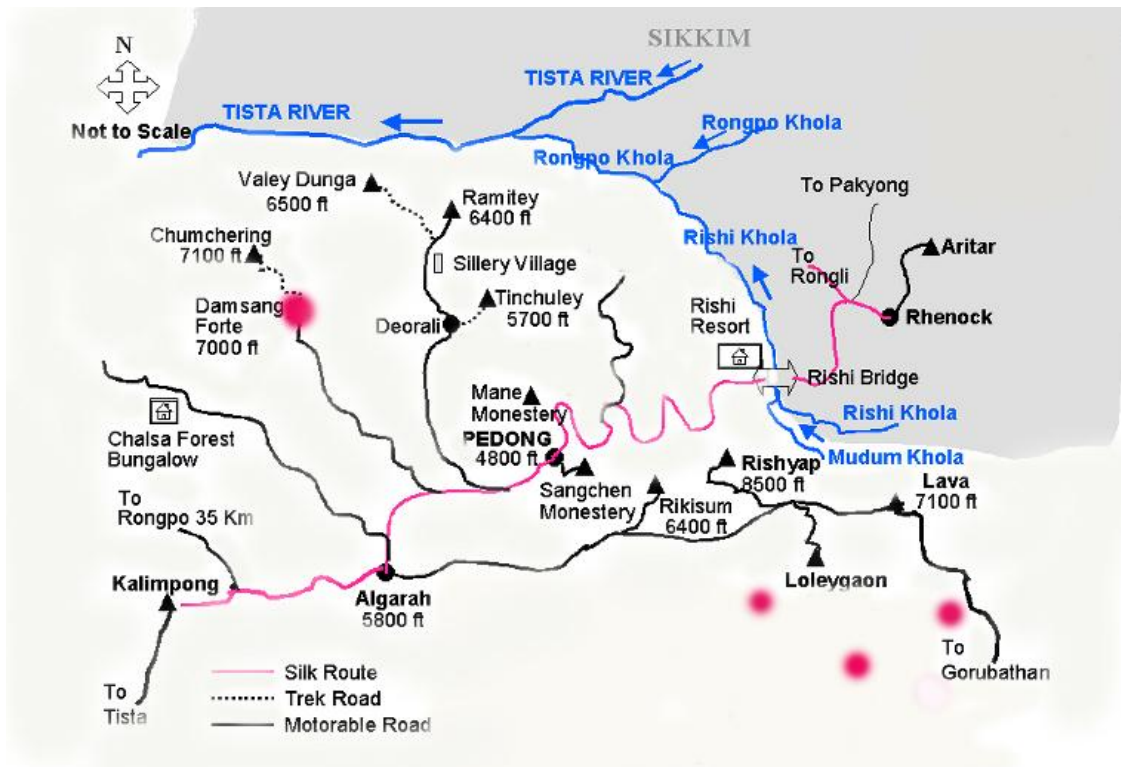 SIKKIM
N
TISTA RIVER
TISTA RIVER
Not to Scale
Rongpo Khola
Rongpo Khola
Valey Dunga
6500 ft
Ramitey
6400 ft
To Pakyong
Chumchering
7100 ft
Rishi Khola
To
Rongli
Aritar
Sillery Village
Damsang
Forte
7000 ft
Tinchuley
5700 ft
Deorali
Rishi
Resort
Rhenock
Mane
Monestery
Rishi Bridge
Chalsa Forest
Bungalow
PEDONG
4800 ft
Rishi Khola
Mudum Khola
Sangchen
Monestery
Rishyap
8500 ft
Rikisum
6400 ft
Lava
7100 ft
To
Rongpo 35 Km
Kalimpong
Algarah
5800 ft
Loleygaon
To
Gorubathan
To
Tista
Silk Route
Trek Road
Motorable Road